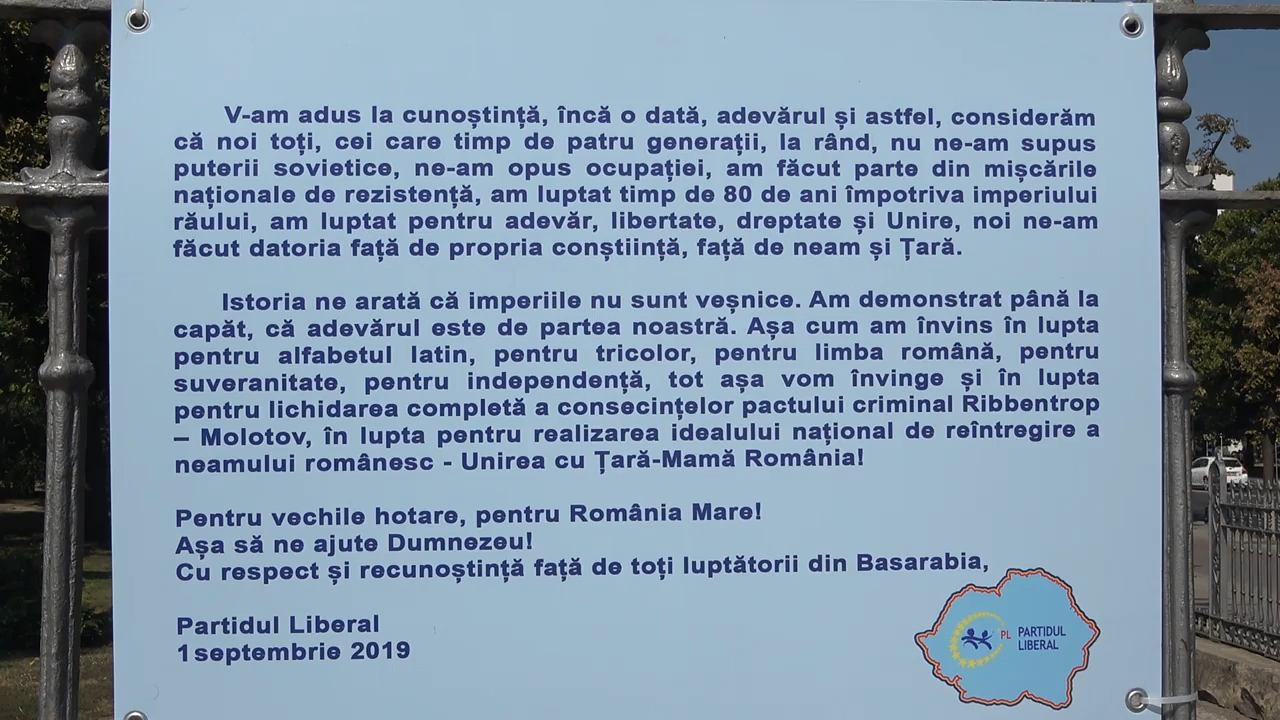 V-am adus la cunoștință, încă o dată, adevărul și astfel, considerăm
că noi toți, cei care timp de patru generații, la rând, nu ne-am supus
puterii sovietice, ne-am opus ocupației, am făcut parte din mișcările
naționale de rezistență, am luptat timp de 80 de ani împotriva imperiului
răului, am luptat pentru adevăr, libertate, dreptate și Unire, noi ne-am
făcut datoria față de propria conștiință, față de neam și Țară.
Istoria ne arată că imperiile nu sunt veșnice. Am demonstrat până la
capăt, că adevărul este de partea noastră. Așa cum am învins în lupta
pentru alfabetul latin, pentru tricolor, pentru limba română, pentru
suveranitate, pentru independență, tot așa vom învinge și în lupta
pentru lichidarea completă a consecințelor pactului criminal Ribbentrop
– Molotov, în lupta pentru realizarea idealului național de reîntregire a
neamului românesc - Unirea cu Țară-Mamă România!
Pentru vechile hotare, pentru România Mare!
Așa să ne ajute Dumnezeu!
Cu respect și recunoștință față de toți luptătorii din Basarabia,
Partidul Liberal
1septembrie 2019
PL PARTIDUL
LIBERAL